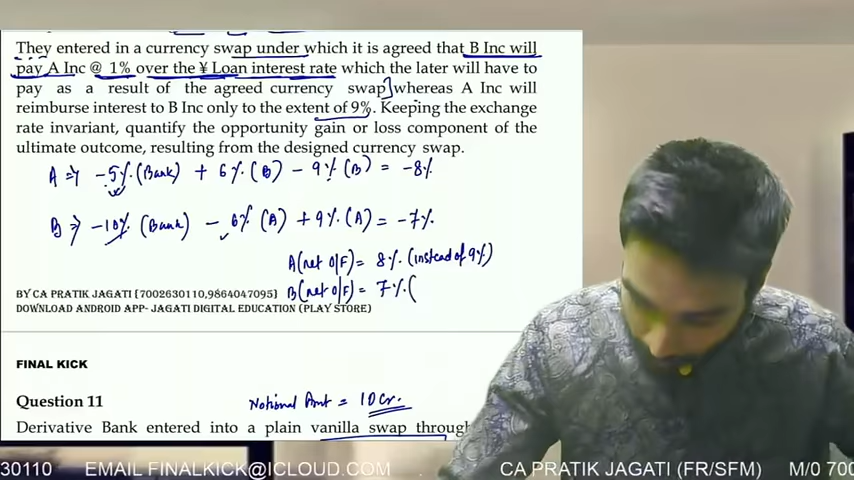 They entered in a currency swap under which it is agreed that B Inc will
pay A Inc @ 1% over the ¥ Loan interest rate which the later will have to
pay as a result of the agreed currency swap whereas A Inc will
reimburse interest to B Inc only to the extent of 9%. Keeping the exchange
rate invariant, quantify the opportunity gain or loss component of the
ultimate outcome, resulting from the designed currency swap.
A ⇒ -5% (Bank) + 6% (B) - 9% (B) = -8%
B ⇒ -10% (Bank) - 6% (A) + 9% (A) = -7%
A (net o/F) = 8% (instead of 9%)
B (net o/F) = 7% (
BY CA PRATIK JAGATI (7002630110,9864047095)
DOWNLOAD ANDROID APP- JAGATI DIGITAL EDUCATION (PLAY STORE)
FINAL KICK
Question 11
Notional Amt = 10 Cr.
Derivative Bank entered into a plain vanilla swap through
30110 EMAIL FINALKICK@ICLOUD.COM CA PRATIK JAGATI (FR/SFM) M/0 700